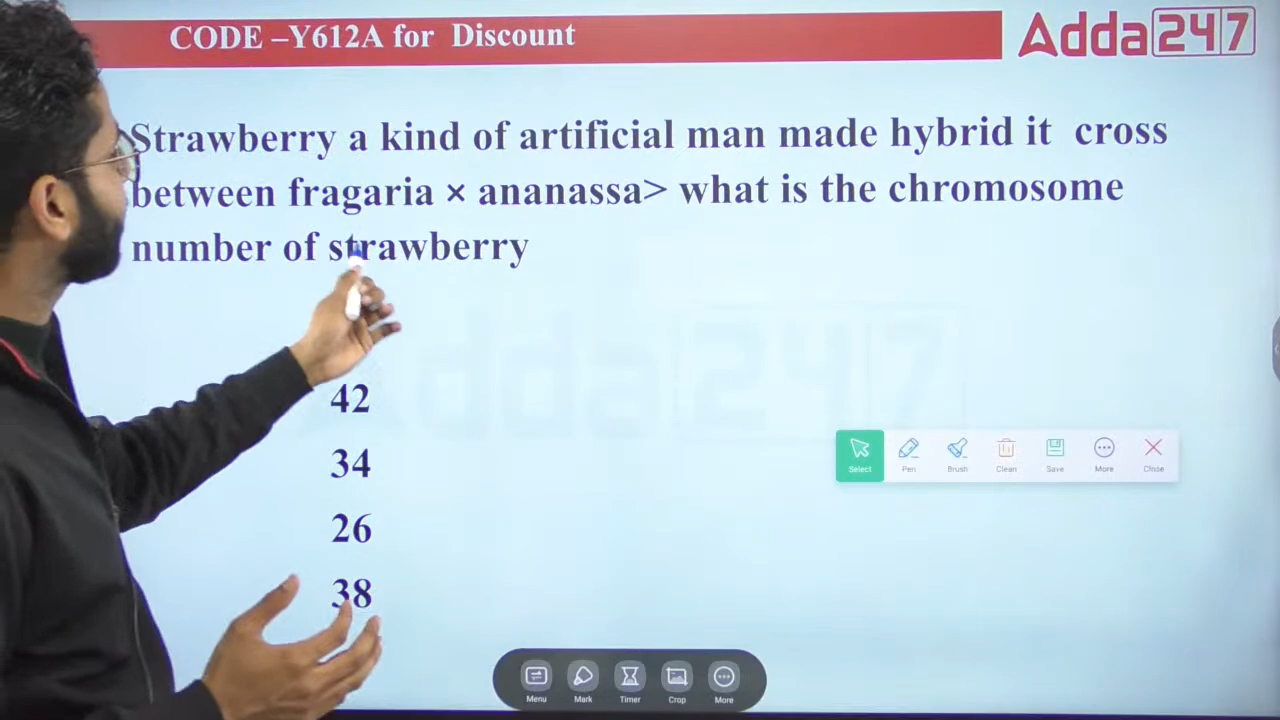 CODE –Y612A for Discount
Adda247
Strawberry a kind of artificial man made hybrid it cross
between fragaria × ananassa> what is the chromosome
number of strawberry
Adda247
42
34
26
38
Select
Pen
Brush
Clean
Save
More
Close
Menu
Mark
Timer
Crop
More